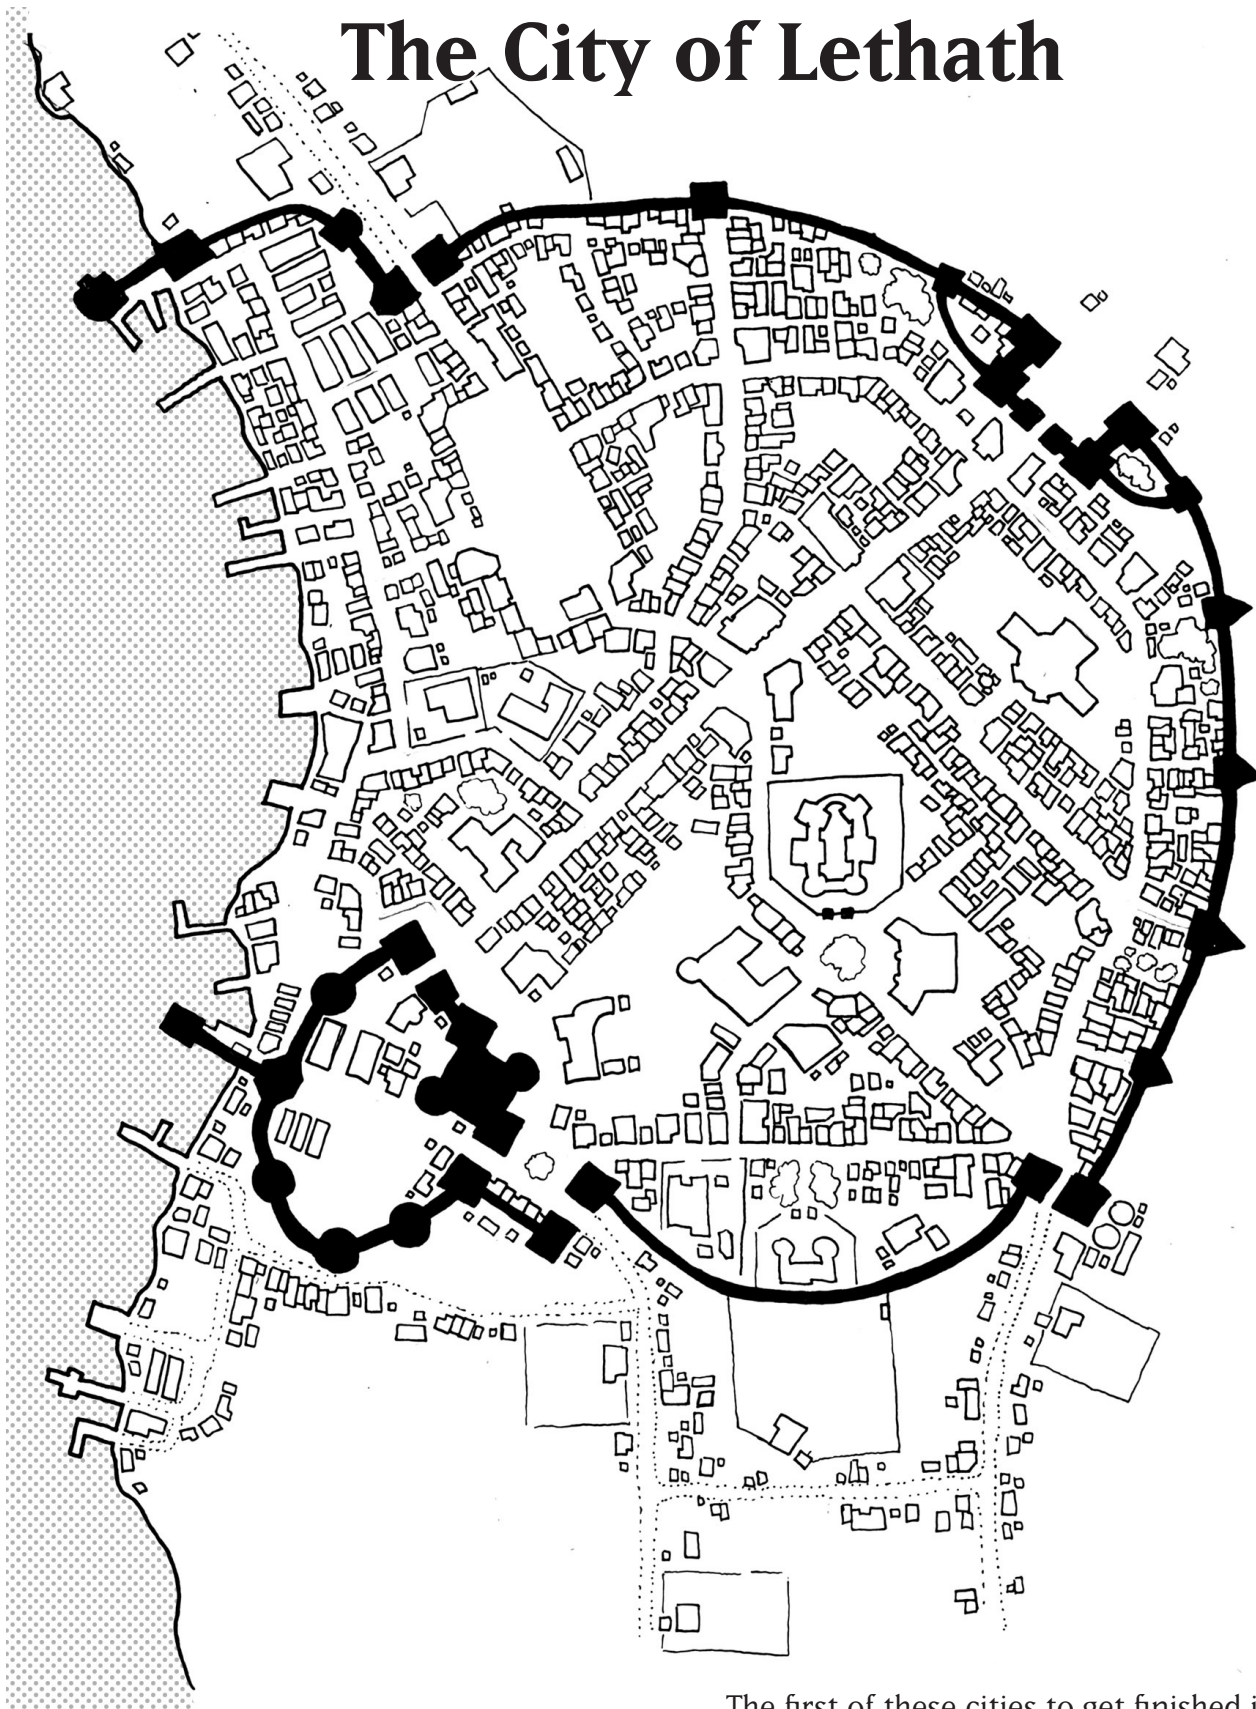 The City of Lethath
The first of these cities to get finished i